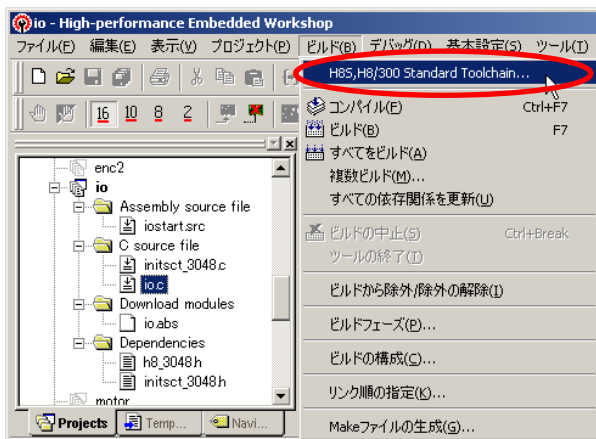 io - High-performance Embedded Workshop
ファイル(F) 編集(E) 表示(V) プロジェクト(P) ビルド(B) デバッグ(D) 基本設定(S) ツール(T)
16 10 8 2
enc2
io
Assembly source file
iostart.src
C source file
initsct_3048.c
io.c
Download modules
io.abs
Dependencies
h8_3048.h
initsct_3048.h
motor
Projects Temp... Navi...
H8S,H8/300 Standard Toolchain...
コンパイル(F) Ctrl+F7
ビルド(B) F7
すべてをビルド(A)
複数ビルド(M)...
すべての依存関係を更新(U)
ビルドの中止(S) Ctrl+Break
ツールの終了(T)
ビルドから除外/除外の解除(I)
ビルドフェーズ(P)...
ビルドの構成(C)...
リンク順の指定(K)...
Makeファイルの生成(G)...